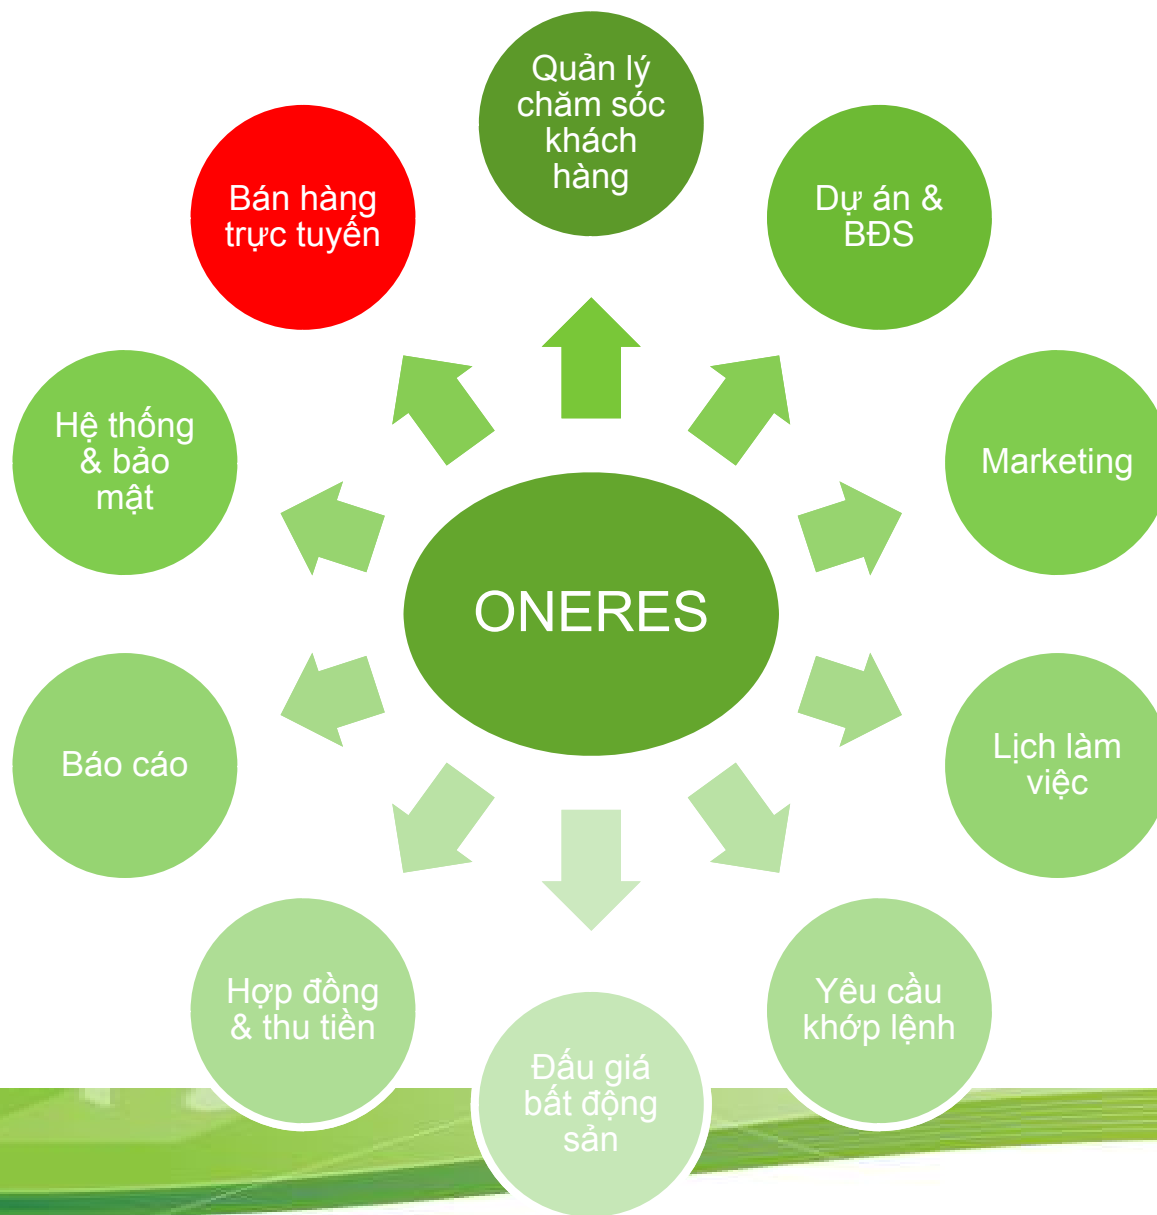 Quản lý
chăm sóc
khách
hàng
Bán hàng
trực tuyến
Dự án &
BĐS
Hệ thống
& bảo
mật
Marketing
ONERES
Báo cáo
Lịch làm
việc
Hợp đồng
& thu tiền
Yêu cầu
khớp lệnh
Đấu giá
bất động
sản